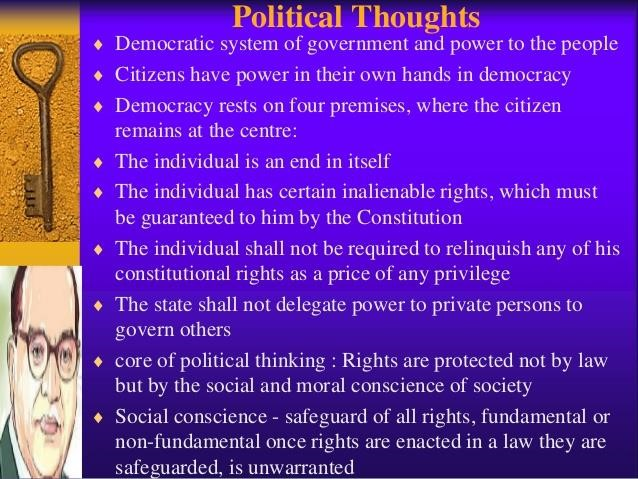 Political Thoughts
♦ Democratic system of government and power to the people
♦ Citizens have power in their own hands in democracy
♦ Democracy rests on four premises, where the citizen
remains at the centre:
♦ The individual is an end in itself
♦ The individual has certain inalienable rights, which must
be guaranteed to him by the Constitution
♦ The individual shall not be required to relinquish any of his
constitutional rights as a price of any privilege
♦ The state shall not delegate power to private persons to
govern others
♦ core of political thinking : Rights are protected not by law
but by the social and moral conscience of society
♦ Social conscience - safeguard of all rights, fundamental or
non-fundamental once rights are enacted in a law they are
safeguarded, is unwarranted